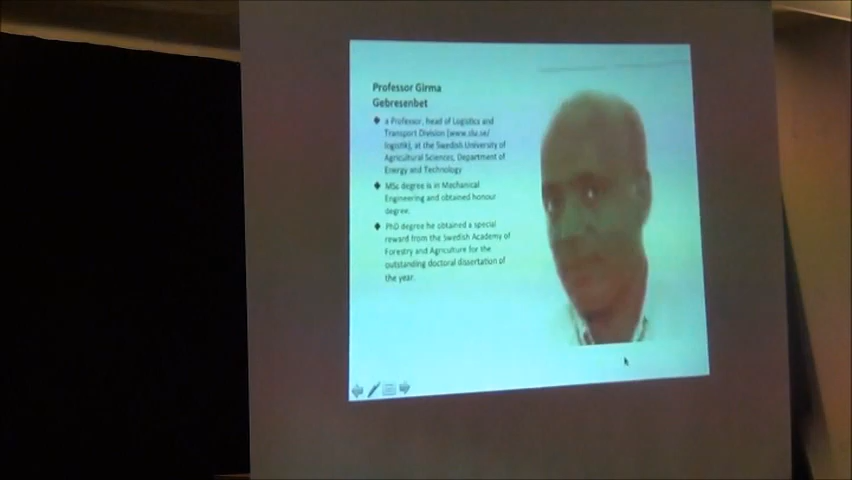 Professor Girma
Gebresenbet
a Professor, head of Logistics and
Transport Division (www.slu.se/
logistik), at the Swedish University of
Agricultural Sciences, Department of
Energy and Technology
MSc degree is in Mechanical
Engineering and obtained honour
degree.
PhD degree he obtained a special
reward from the Swedish Academy of
Forestry and Agriculture for the
outstanding doctoral dissertation of
the year.